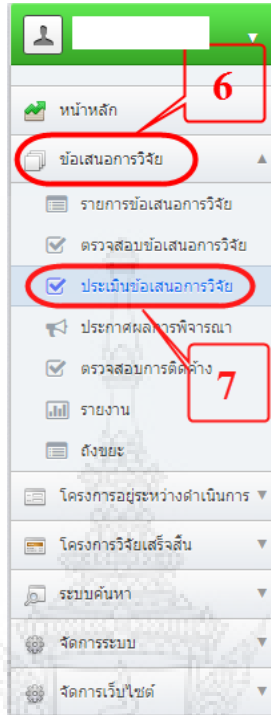 6
หน้าหลัก
ข้อเสนอการวิจัย
รายการข้อเสนอการวิจัย
ตรวจสอบข้อเสนอการวิจัย
ประเมินข้อเสนอการวิจัย
ประกาศผลการพิจารณา
ตรวจสอบการติดค้าง
7
รายงาน
ถังขยะ
โครงการอยู่ระหว่างดำเนินการ
โครงการวิจัยเสร็จสิ้น
ระบบค้นหา
จัดการระบบ
จัดการเว็บไซต์